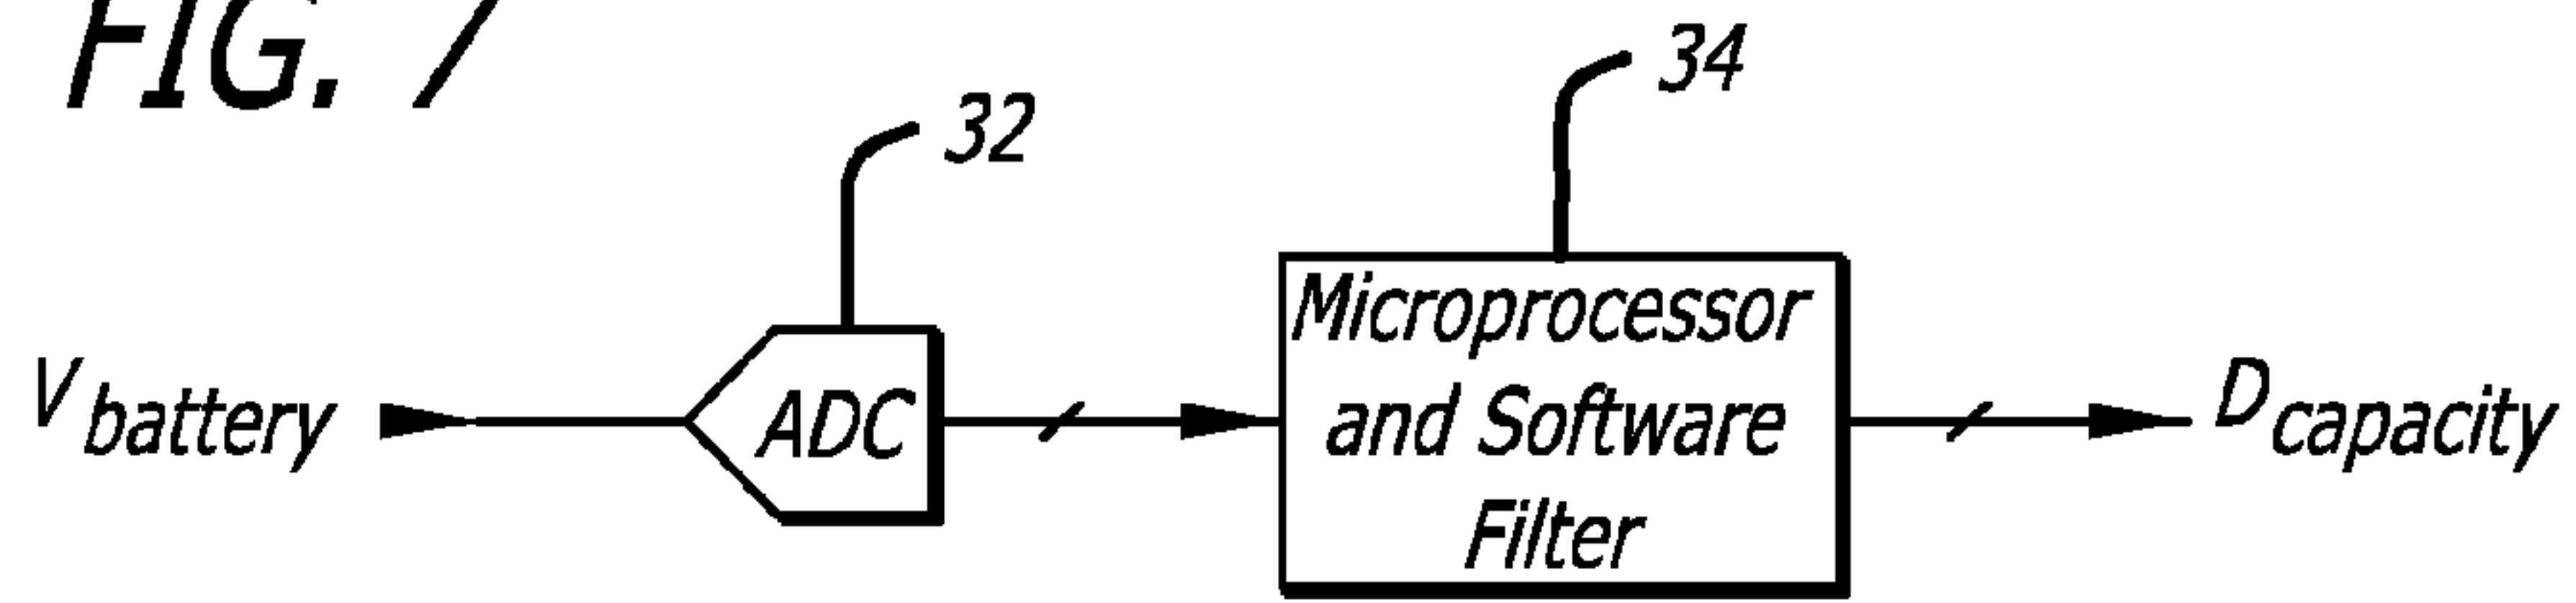 FIG. 7
34
32
Microprocessor
and Software
Filter
ADC
V battery
D capacity